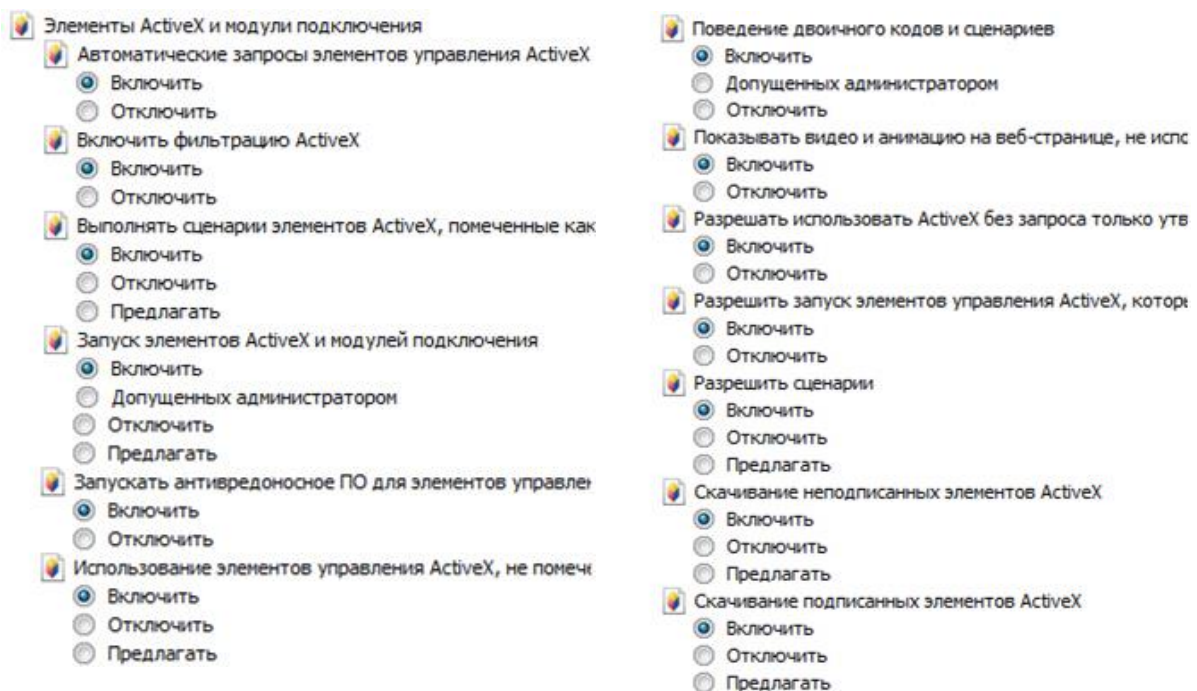 Элементы ActiveX и модули подключения
Автоматические запросы элементов управления ActiveX
Включить
Отключить
Включить фильтрацию ActiveX
Включить
Отключить
Выполнять сценарии элементов ActiveX, помеченные как
Включить
Отключить
Предлагать
Запуск элементов ActiveX и модулей подключения
Включить
Допущенных администратором
Отключить
Предлагать
Запускать антивредоносное ПО для элементов управлен
Включить
Отключить
Использование элементов управления ActiveX, не помече
Включить
Отключить
Предлагать
Поведение двоичного кодов и сценариев
Включить
Допущенных администратором
Отключить
Показывать видео и анимацию на веб-странице, не испо
Включить
Отключить
Разрешать использовать ActiveX без запроса только утв
Включить
Отключить
Разрешить запуск элементов управления ActiveX, которы
Включить
Отключить
Разрешить сценарии
Включить
Отключить
Предлагать
Скачивание неподписанных элементов ActiveX
Включить
Отключить
Предлагать
Скачивание подписанных элементов ActiveX
Включить
Отключить
Предлагать